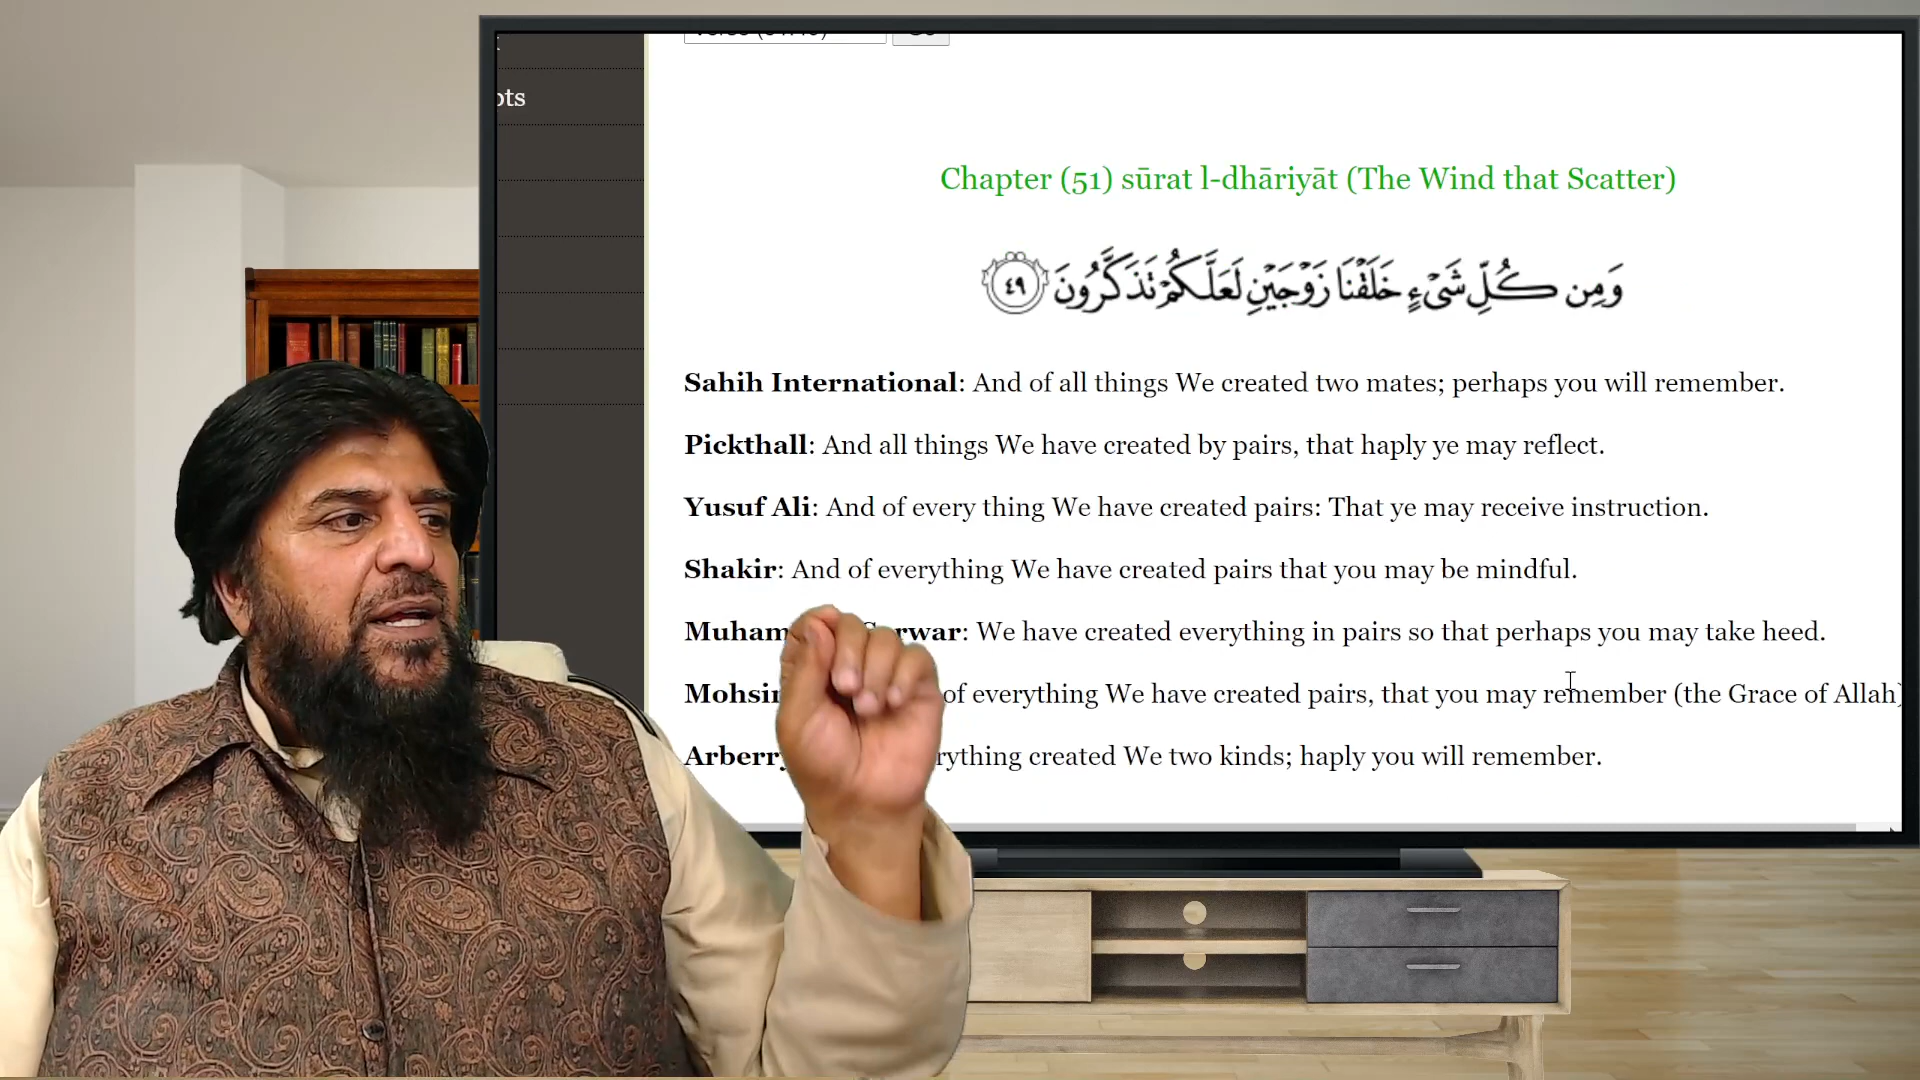 ots
Chapter (51) sūrat l-dhāriyāt (The Wind that Scatter)
وَمِن كُلِّ شَىْءٍ خَلَقْنَا زَوْجَيْنِ لَعَلَّكُمْ تَذَكَّرُونَ ٤٩
Sahih International: And of all things We created two mates; perhaps you will remember.
Pickthall: And all things We have created by pairs, that haply ye may reflect.
Yusuf Ali: And of every thing We have created pairs: That ye may receive instruction.
Shakir: And of everything We have created pairs that you may be mindful.
Muham rwar: We have created everything in pairs so that perhaps you may take heed.
Mohsin of everything We have created pairs, that you may remember (the Grace of Allah)
Arberry rything created We two kinds; haply you will remember.